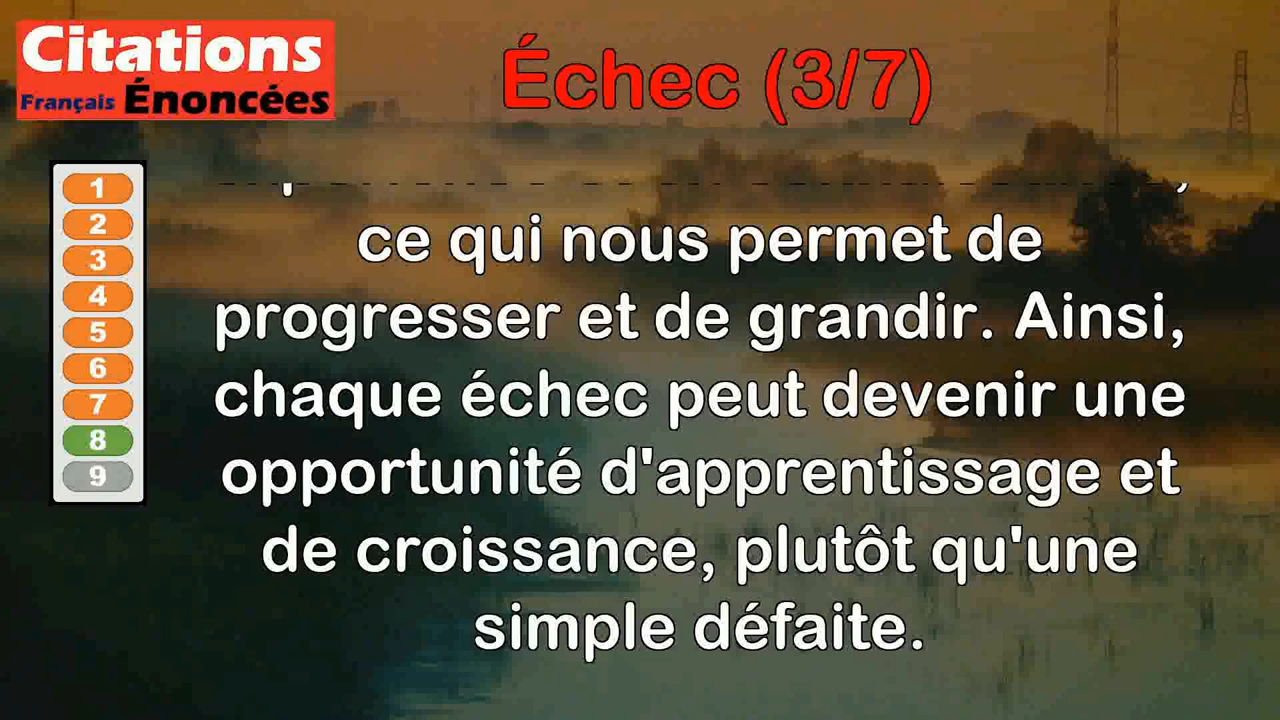 Citations
Français Énoncées
Échec (3/7)
1
2
3
4
5
6
7
8
9
ce qui nous permet de
progresser et de grandir. Ainsi,
chaque échec peut devenir une
opportunité d'apprentissage et
de croissance, plutôt qu'une
simple défaite.